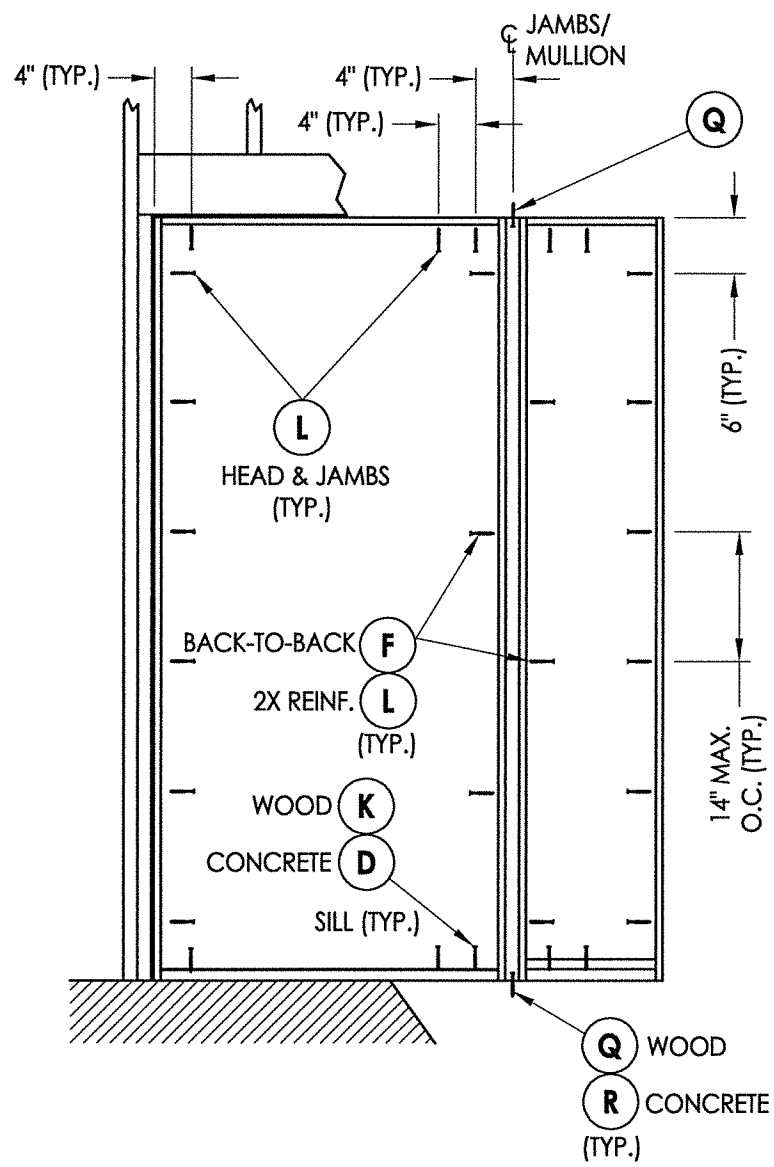 ℄ JAMBS/
MULLION
4" (TYP.)
4" (TYP.)
4" (TYP.)
Q
6" (TYP.)
L
HEAD & JAMBS
(TYP.)
BACK-TO-BACK F
2X REINF. L
(TYP.)
14" MAX.
O.C. (TYP.)
WOOD K
CONCRETE D
SILL (TYP.)
Q WOOD
R CONCRETE
(TYP.)